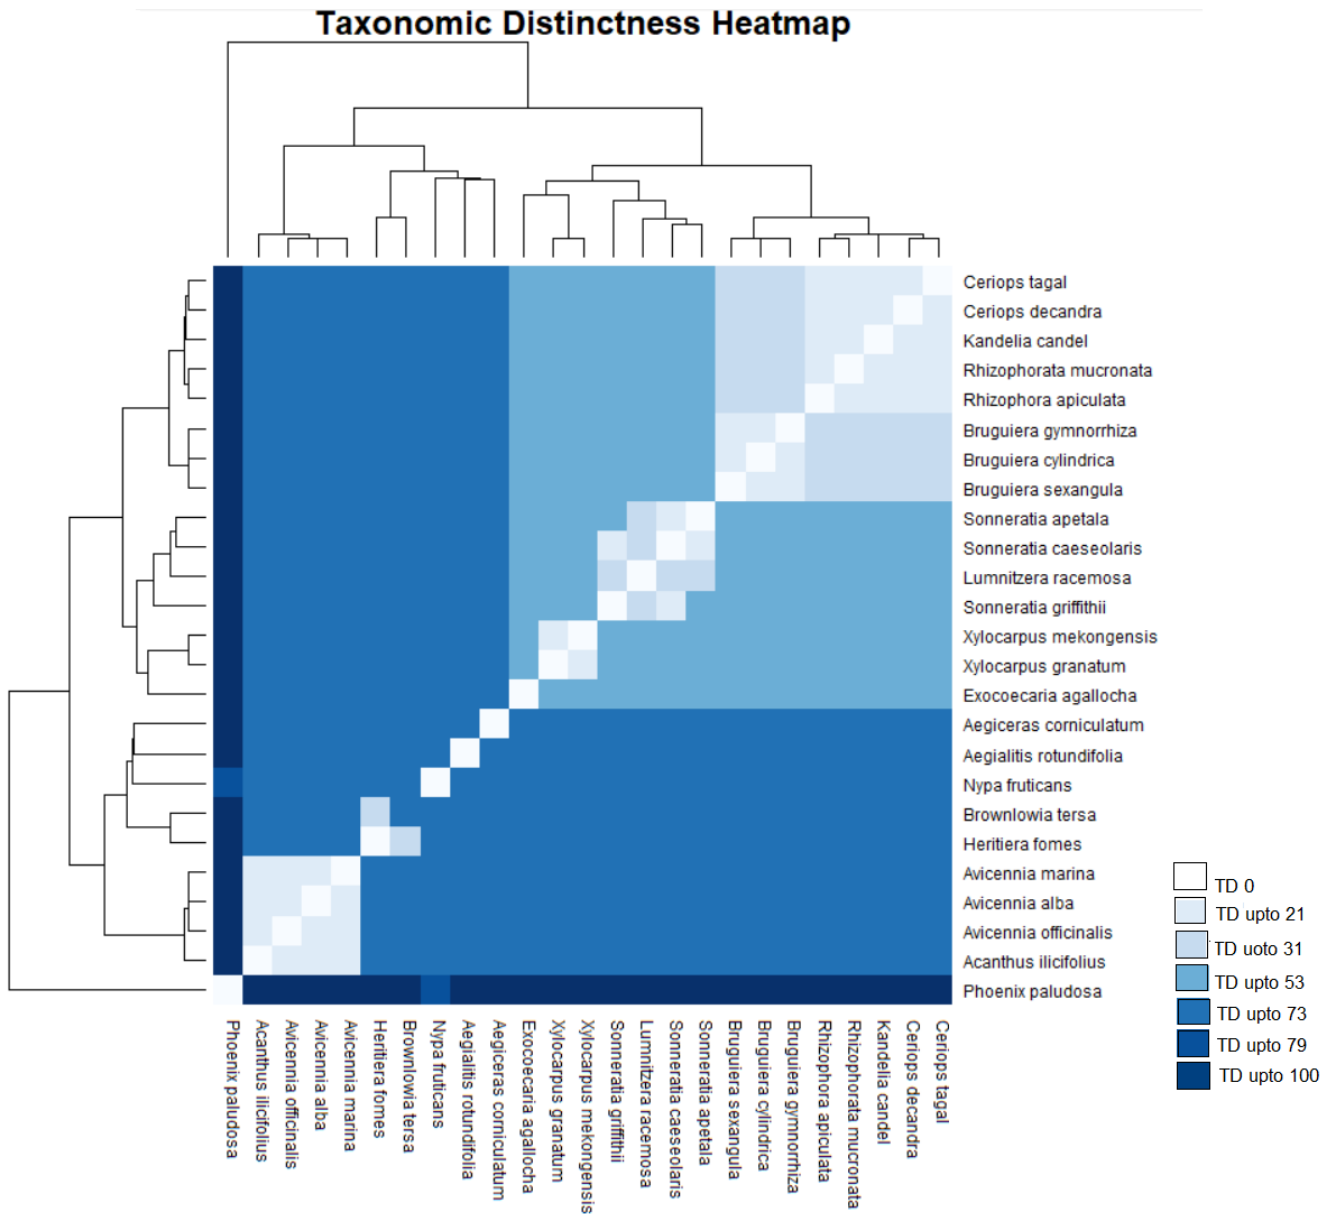 Taxonomic Distinctness Heatmap
Ceriops tagal
Ceriops decandra
Kandelia candel
Rhizophorata mucronata
Rhizophora apiculata
Bruguiera gymnorrhiza
Bruguiera cylindrica
Bruguiera sexangula
Sonneratia apetala
Sonneratia caeseolaris
Lumnitzera racemosa
Sonneratia griffithii
Xylocarpus mekongensis
Xylocarpus granatum
Exocoecaria agallocha
Aegiceras corniculatum
Aegialitis rotundifolia
Nypa fruticans
Brownlowia tersa
Heritiera fomes
Avicennia marina
Avicennia alba
Avicennia officinalis
Acanthus ilicifolius
Phoenix paludosa
TD 0
TD upto 21
TD uoto 31
TD upto 53
TD upto 73
TD upto 79
TD upto 100
Phoenix paludosa
Acanthus ilicifolius
Avicennia officinalis
Avicennia alba
Avicennia marina
Heritiera fomes
Brownlowia tersa
Nypa fruticans
Aegialitis rotundifolia
Aegiceras corniculatum
Exocoecaria agallocha
Xylocarpus granatum
Xylocarpus mekongensis
Sonneratia griffithii
Lumnitzera racemosa
Sonneratia caeseolaris
Sonneratia apetala
Bruguiera sexangula
Bruguiera cylindrica
Bruguiera gymnorrhiza
Rhizophora apiculata
Rhizophorata mucronata
Kandelia candel
Ceriops decandra
Ceriops tagal